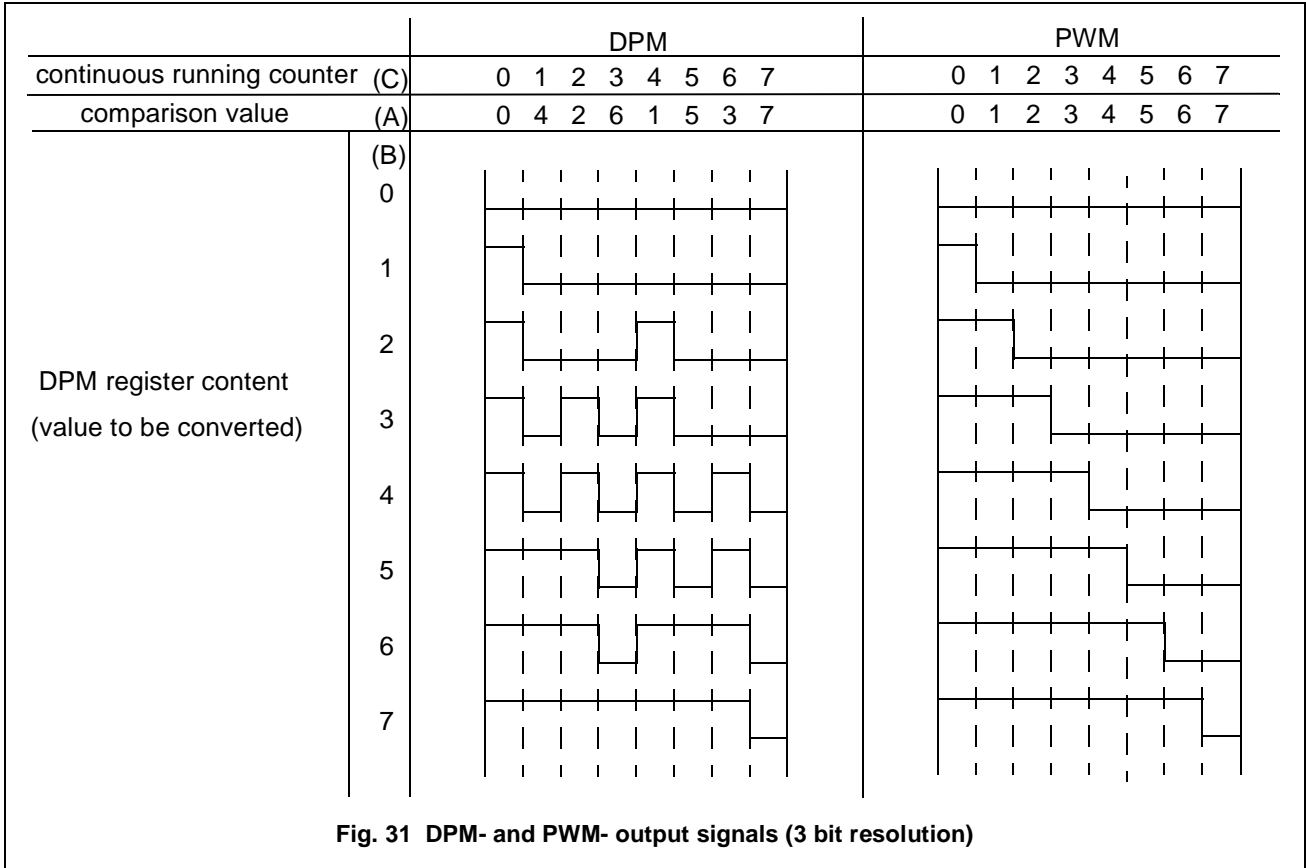 DPM PWM
continuous running counter (C) 0 1 2 3 4 5 6 7 0 1 2 3 4 5 6 7
comparison value (A) 0 4 2 6 1 5 3 7 0 1 2 3 4 5 6 7
(B)
0
1
2
DPM register content
(value to be converted)
3
4
5
6
7
Fig. 31 DPM- and PWM- output signals (3 bit resolution)